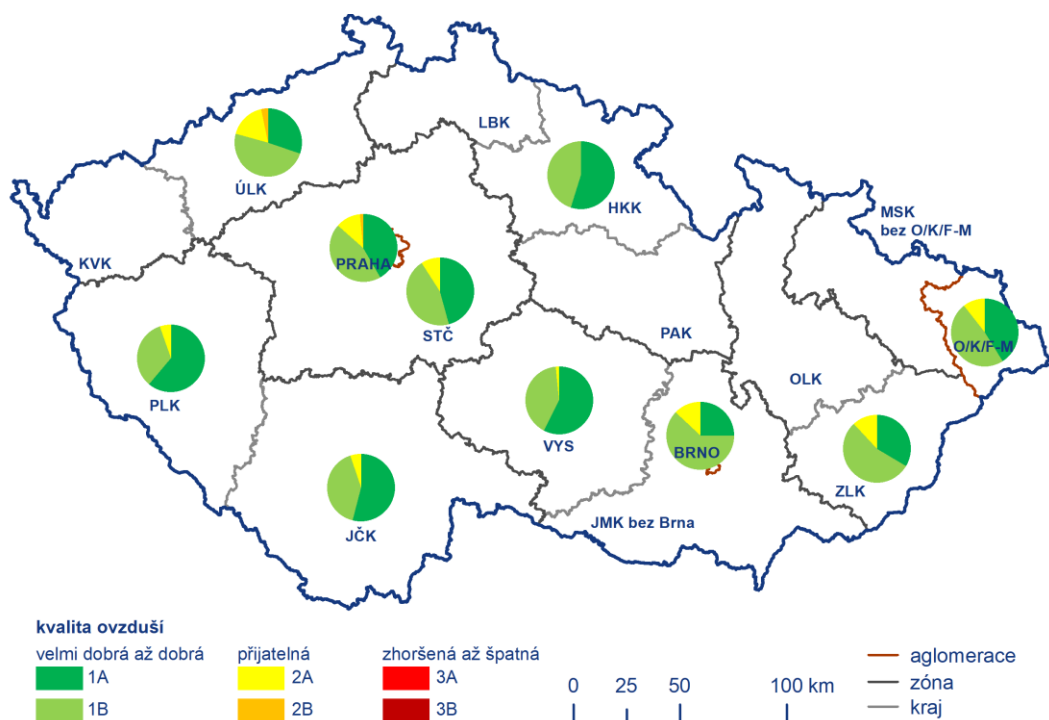 LBK
ÚLK
HKK
MSK
bez O/K/F-M
KVK
PRAHA
STČ
PAK
O/K/F-M
PLK
OLK
VYS
BRNO
ZLK
JČK
JMK bez Brna
kvalita ovzduší
velmi dobrá až dobrá přijatelná zhoršená až špatná
1A 2A 3A
1B 2B 3B
aglomerace
zóna
kraj
0 25 50 100 km